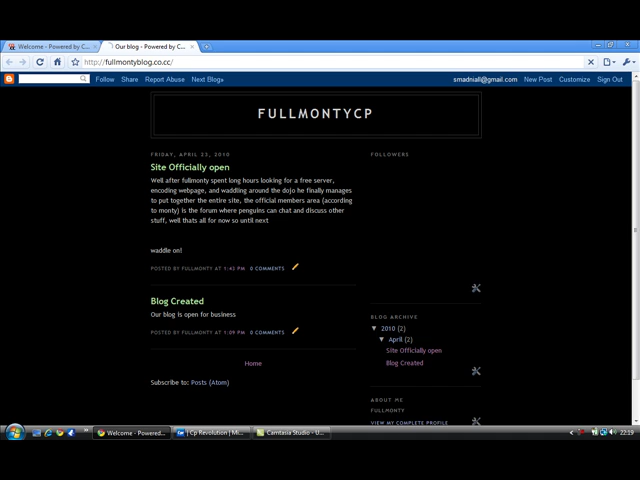 Welcome - Powered by C...
Our blog - Powered by C...
http://fullmontyblog.co.cc/
Follow Share Report Abuse Next Blog»
smadniall@gmail.com New Post Customize Sign Out
FULLMONTYCP
FRIDAY, APRIL 23, 2010
Site Officially open
Well after fullmonty spent long hours looking for a free server,
encoding webpage, and waddling around the dojo he finally manages
to put together the entire site, the official members area (according
to monty) is the forum where penguins can chat and discuss other
stuff, well thats all for now so until next
waddle on!
POSTED BY FULLMONTY AT 1:43 PM 0 COMMENTS
Blog Created
Our blog is open for business
POSTED BY FULLMONTY AT 1:09 PM 0 COMMENTS
Home
Subscribe to: Posts (Atom)
FOLLOWERS
BLOG ARCHIVE
▼ 2010 (2)
▼ April (2)
Site Officially open
Blog Created
ABOUT ME
FULLMONTY
VIEW MY COMPLETE PROFILE
Welcome - Powered...
Cp Revolution | Mi...
Camtasia Studio - U...
22:19